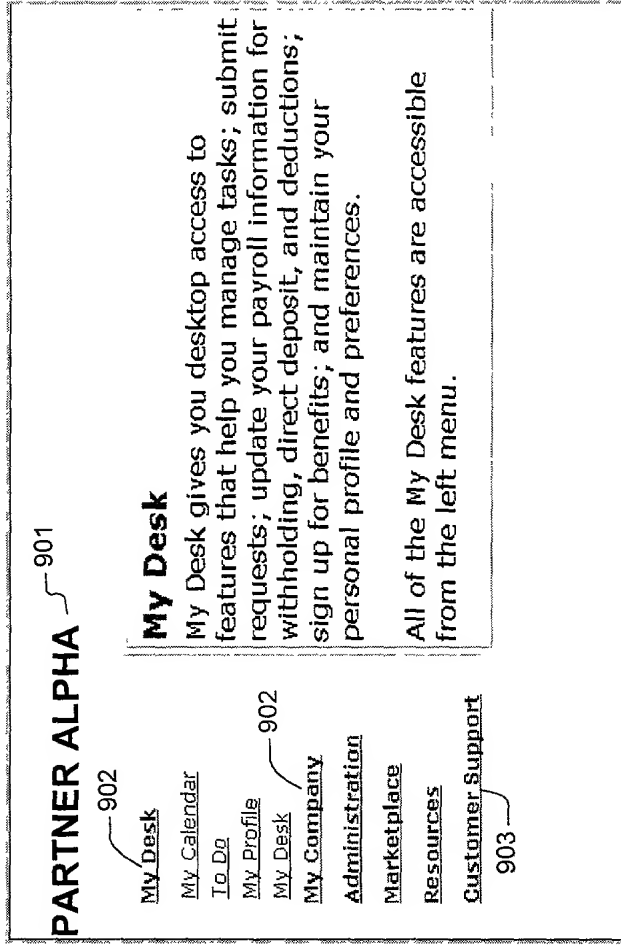 PARTNER ALPHA 901
902
My Desk
My Calendar
To Do
My Profile
My Desk
902
My Company
Administration
Marketplace
Resources
Customer Support
903
My Desk
My Desk gives you desktop access to
features that help you manage tasks; submit
requests; update your payroll information for
withholding, direct deposit, and deductions;
sign up for benefits; and maintain your
personal profile and preferences.
All of the My Desk features are accessible
from the left menu.